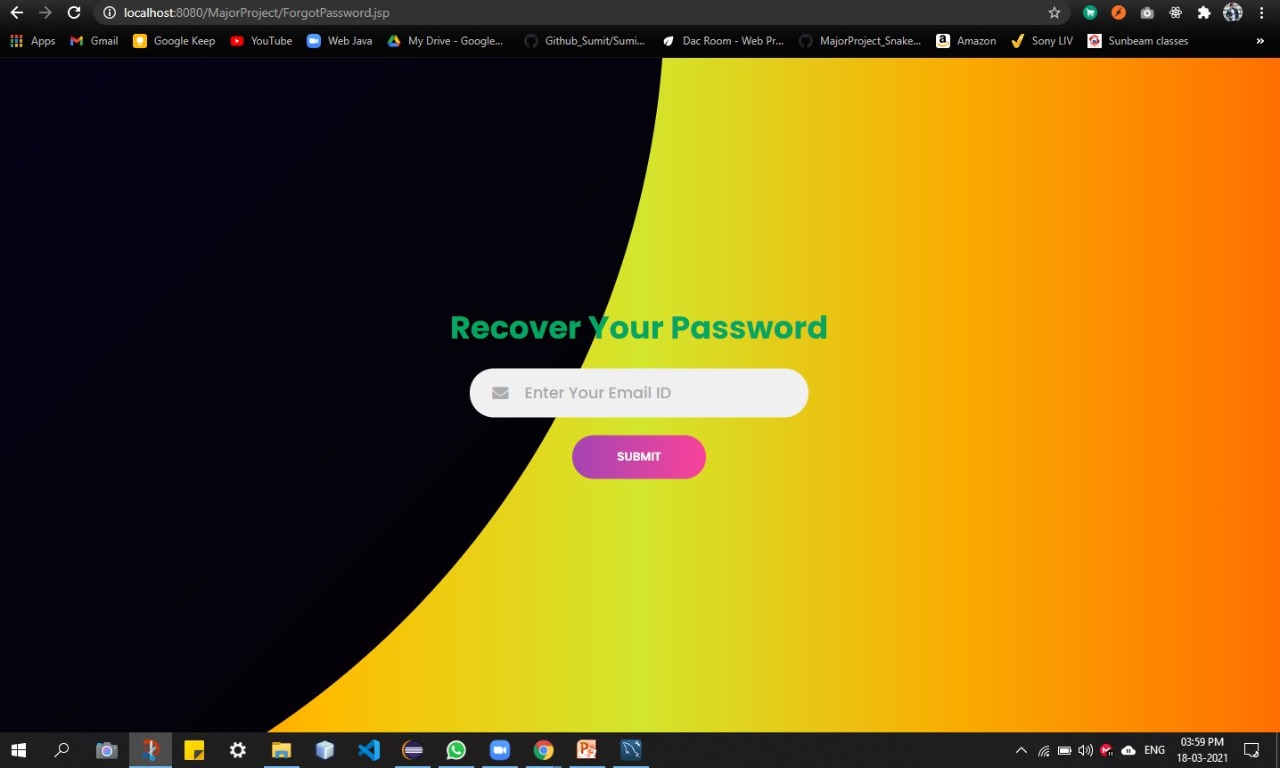 localhost:8080/MajorProject/ForgotPassword.jsp
Apps Gmail Google Keep YouTube Web Java My Drive - Google... Github_Sumit/Sumi... Dac Room - Web Pr... MajorProject_Snake... Amazon Sony LIV Sunbeam classes »
Recover Your Password
Enter Your Email ID
SUBMIT
ENG 03:59 PM
18-03-2021